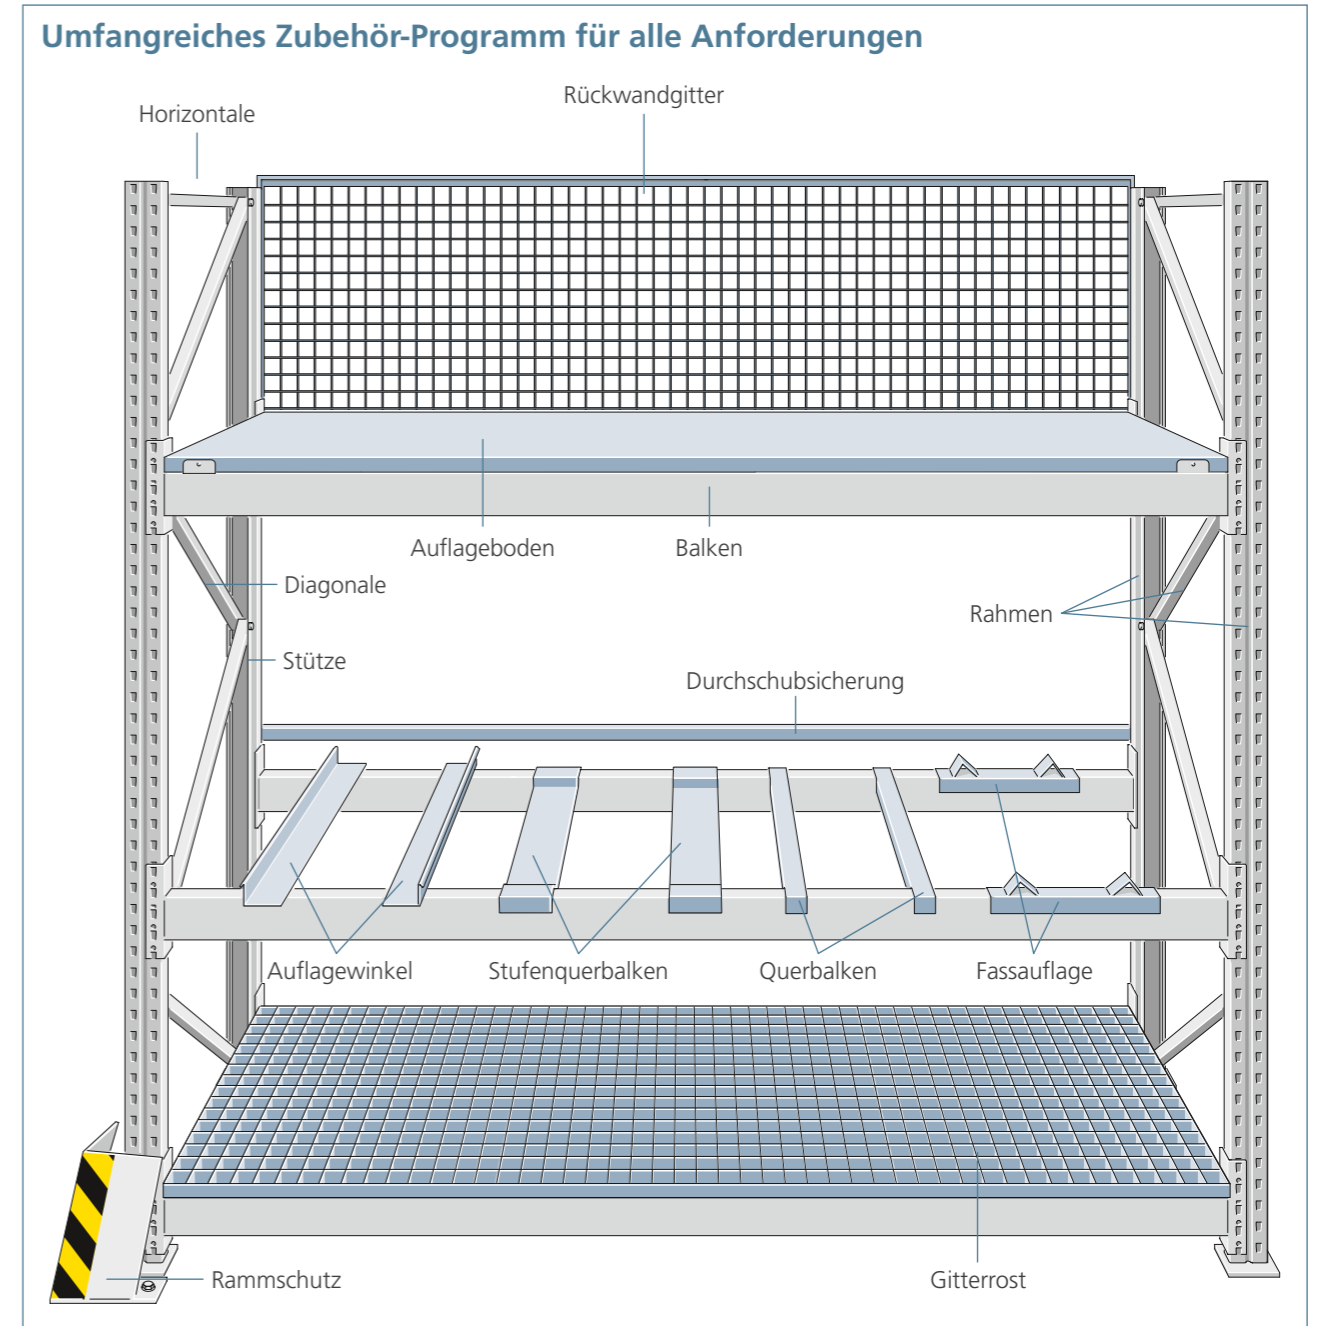 Umfangreiches Zubehör-Programm für alle Anforderungen
Rückwandgitter
Horizontale
Auflageboden
Balken
Diagonale
Rahmen
Stütze
Durchschubsicherung
Auflagewinkel
Stufenquerbalken
Querbalken
Fassauflage
Rammschutz
Gitterrost